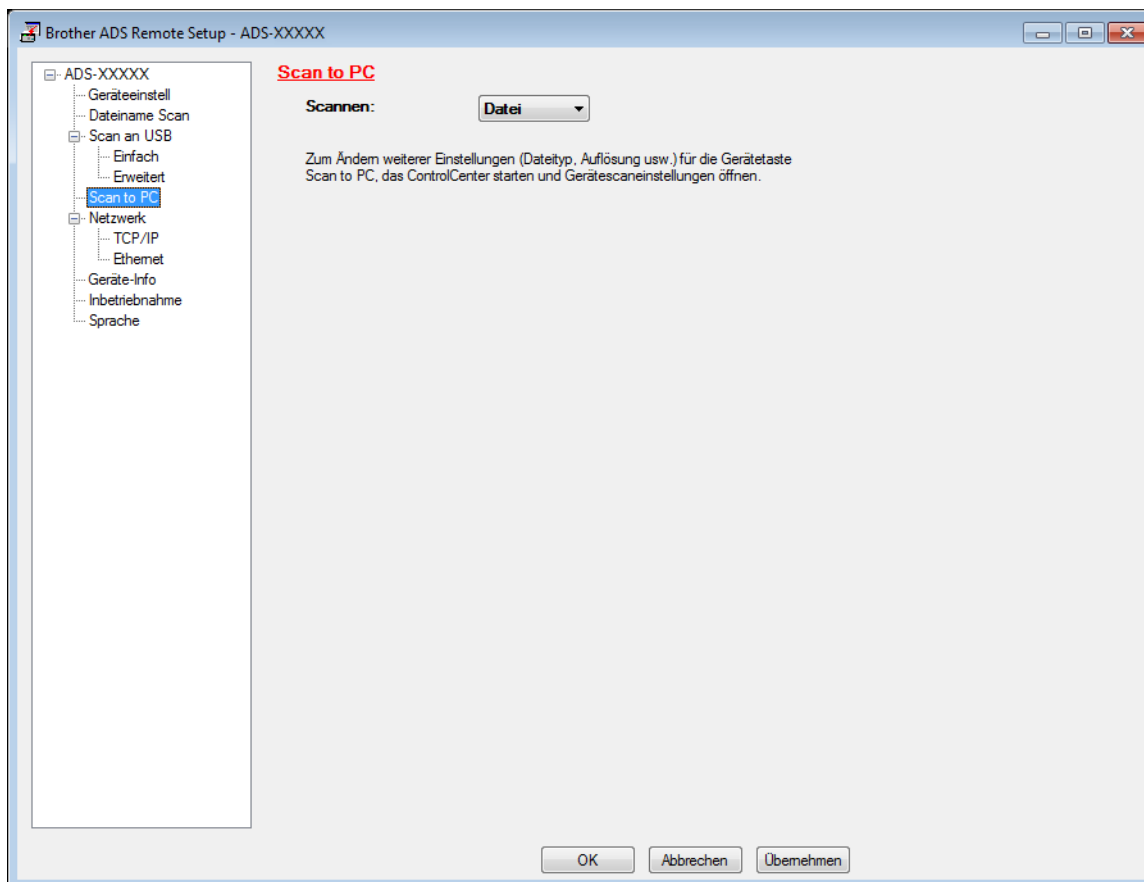 Brother ADS Remote Setup - ADS-XXXXX
ADS-XXXXX
Geräteeinstell
Dateiname Scan
Scan an USB
Einfach
Erweitert
Scan to PC
Netzwerk
TCP/IP
Ethernet
Geräte-Info
Inbetriebnahme
Sprache
Scan to PC
Scannen: Datei
Zum Ändern weiterer Einstellungen (Dateityp, Auflösung usw.) für die Gerätetaste
Scan to PC, das ControlCenter starten und Gerätescaneinstellungen öffnen.
OK Abbrechen Übernehmen